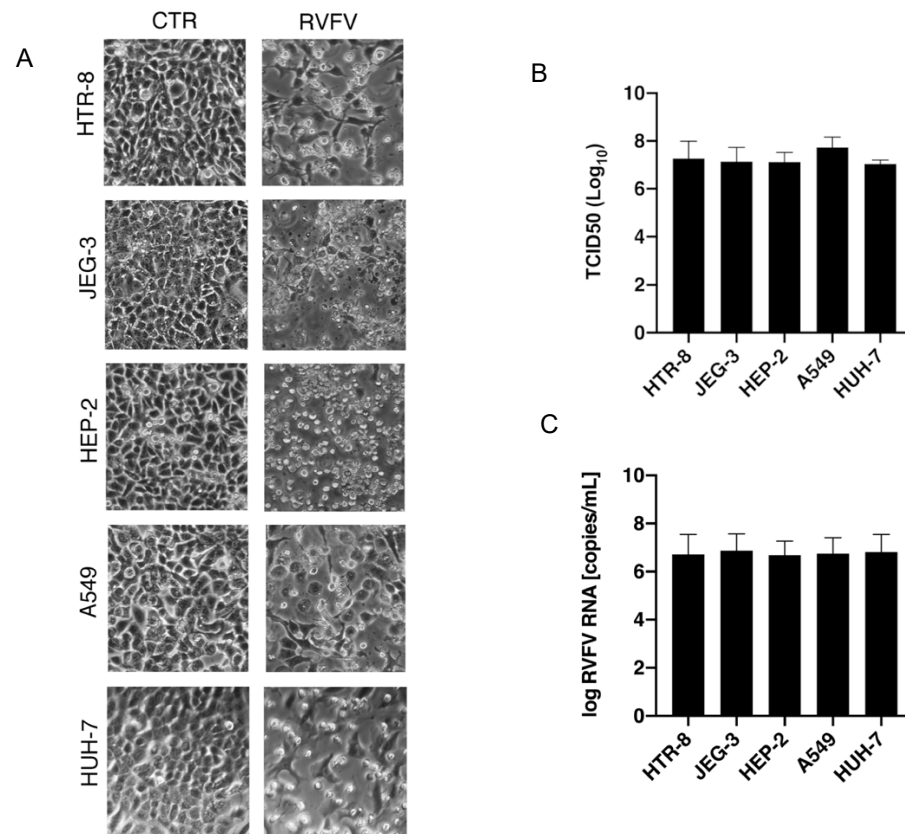 A
CTR RVFV
HTR-8
JEG-3
HEP-2
A549
HUH-7
B
TCID50 (Log10)
10
8
6
4
2
0
HTR-8 JEG-3 HEP-2 A549 HUH-7
C
log RVFV RNA [copies/mL]
10
8
6
4
2
0
HTR-8 JEG-3 HEP-2 A549 HUH-7